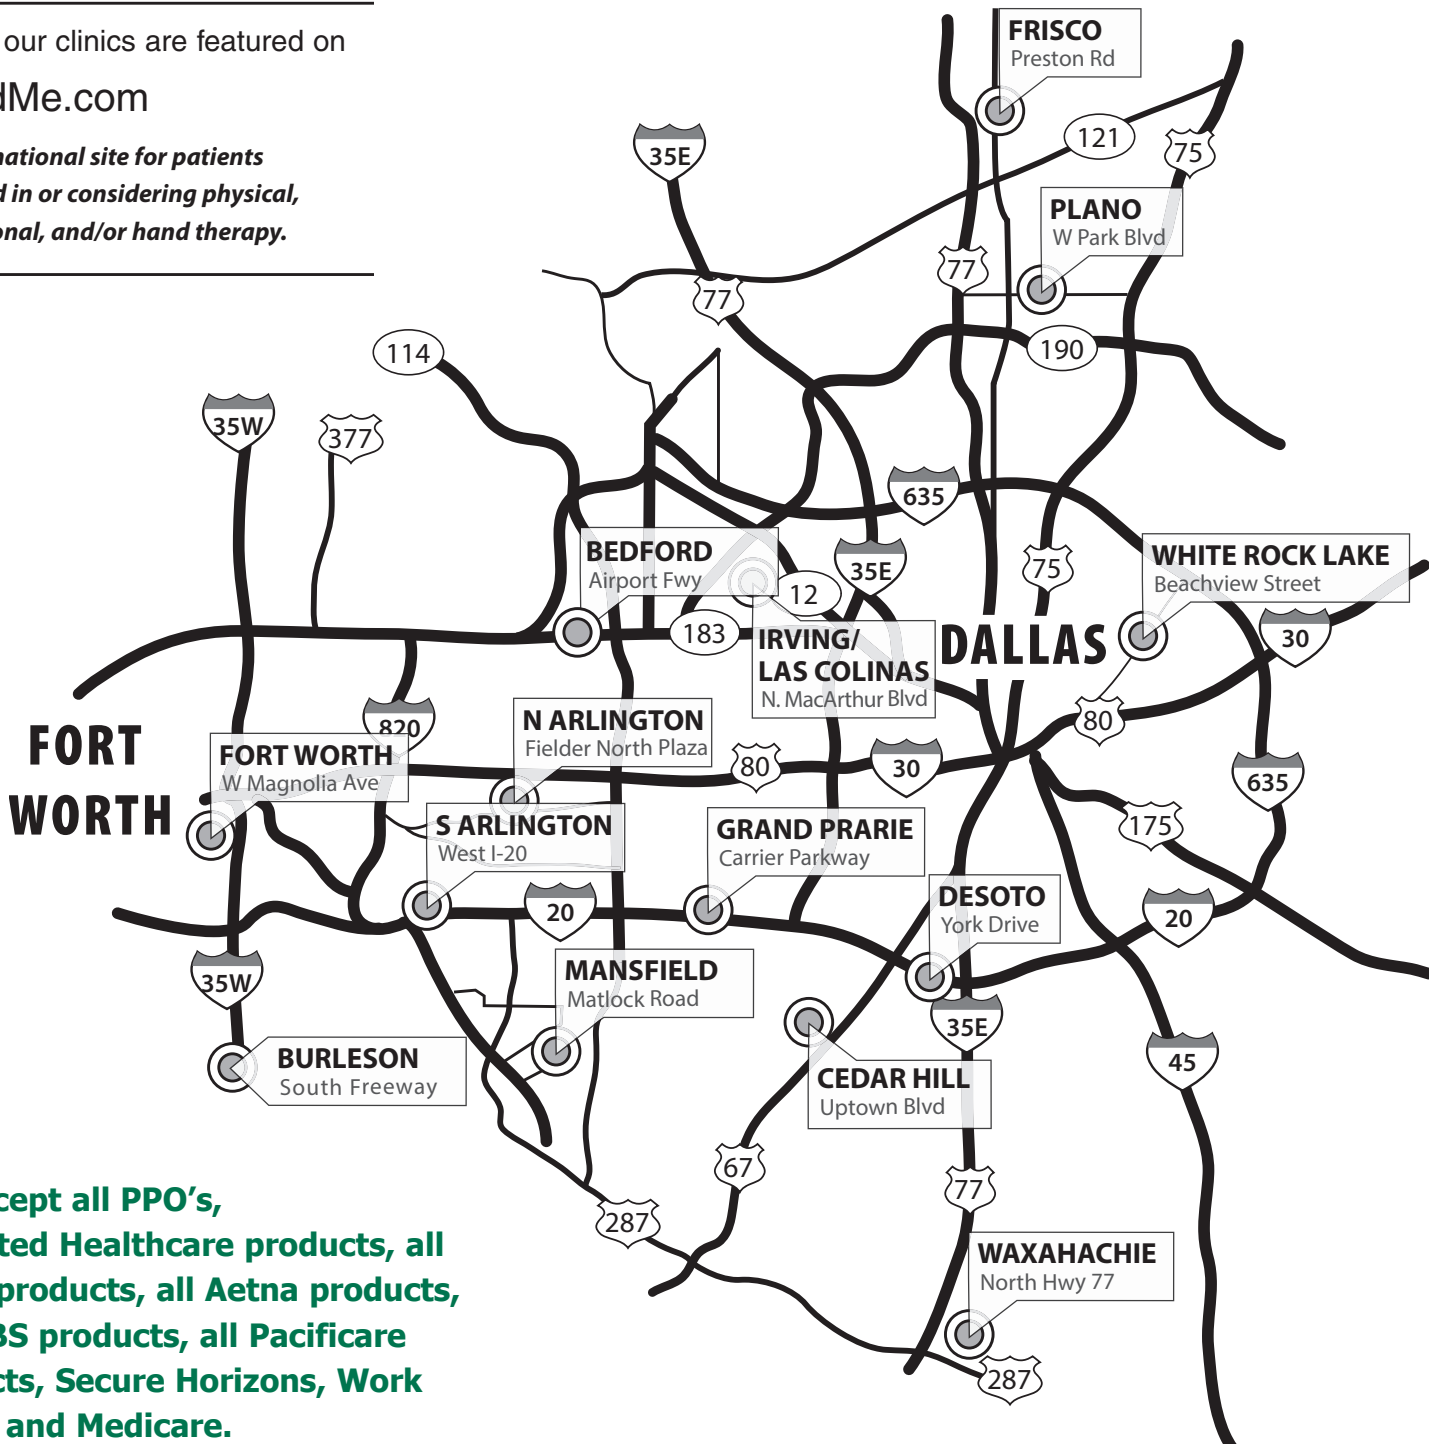 our clinics are featured on
dMe.com
national site for patients
d in or considering physical,
onal, and/or hand therapy.
FRISCO
Preston Rd
121
75
35E
PLANO
W Park Blvd
77
77
190
114
35W
377
635
BEDFORD
Airport Fwy
35E
75
WHITE ROCK LAKE
Beachview Street
12
183
IRVING/
LAS COLINAS
N. MacArthur Blvd
DALLAS
30
80
820
N ARLINGTON
Fielder North Plaza
FORT
WORTH
FORT WORTH
W Magnolia Ave
80
30
635
175
S ARLINGTON
West I-20
GRAND PRARIE
Carrier Parkway
20
DESOTO
York Drive
20
35W
MANSFIELD
Matlock Road
35E
45
BURLESON
South Freeway
CEDAR HILL
Uptown Blvd
67
77
287
WAXAHACHIE
North Hwy 77
287
cept all PPO’s,
ted Healthcare products, all
products, all Aetna products,
BS products, all Pacificare
cts, Secure Horizons, Work
and Medicare.